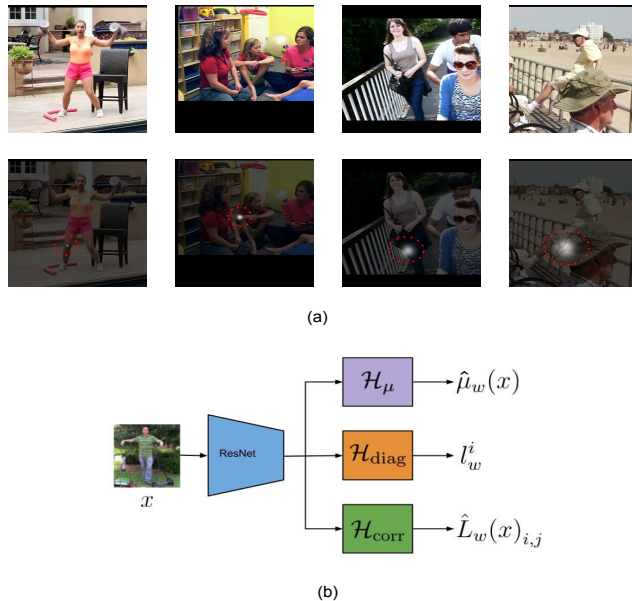 (a)
ℋ_μ
μ̂_w(x)
ResNet
ℋ_diag
l_w^i
x
ℋ_corr
L̂_w(x)_{i,j}
(b)